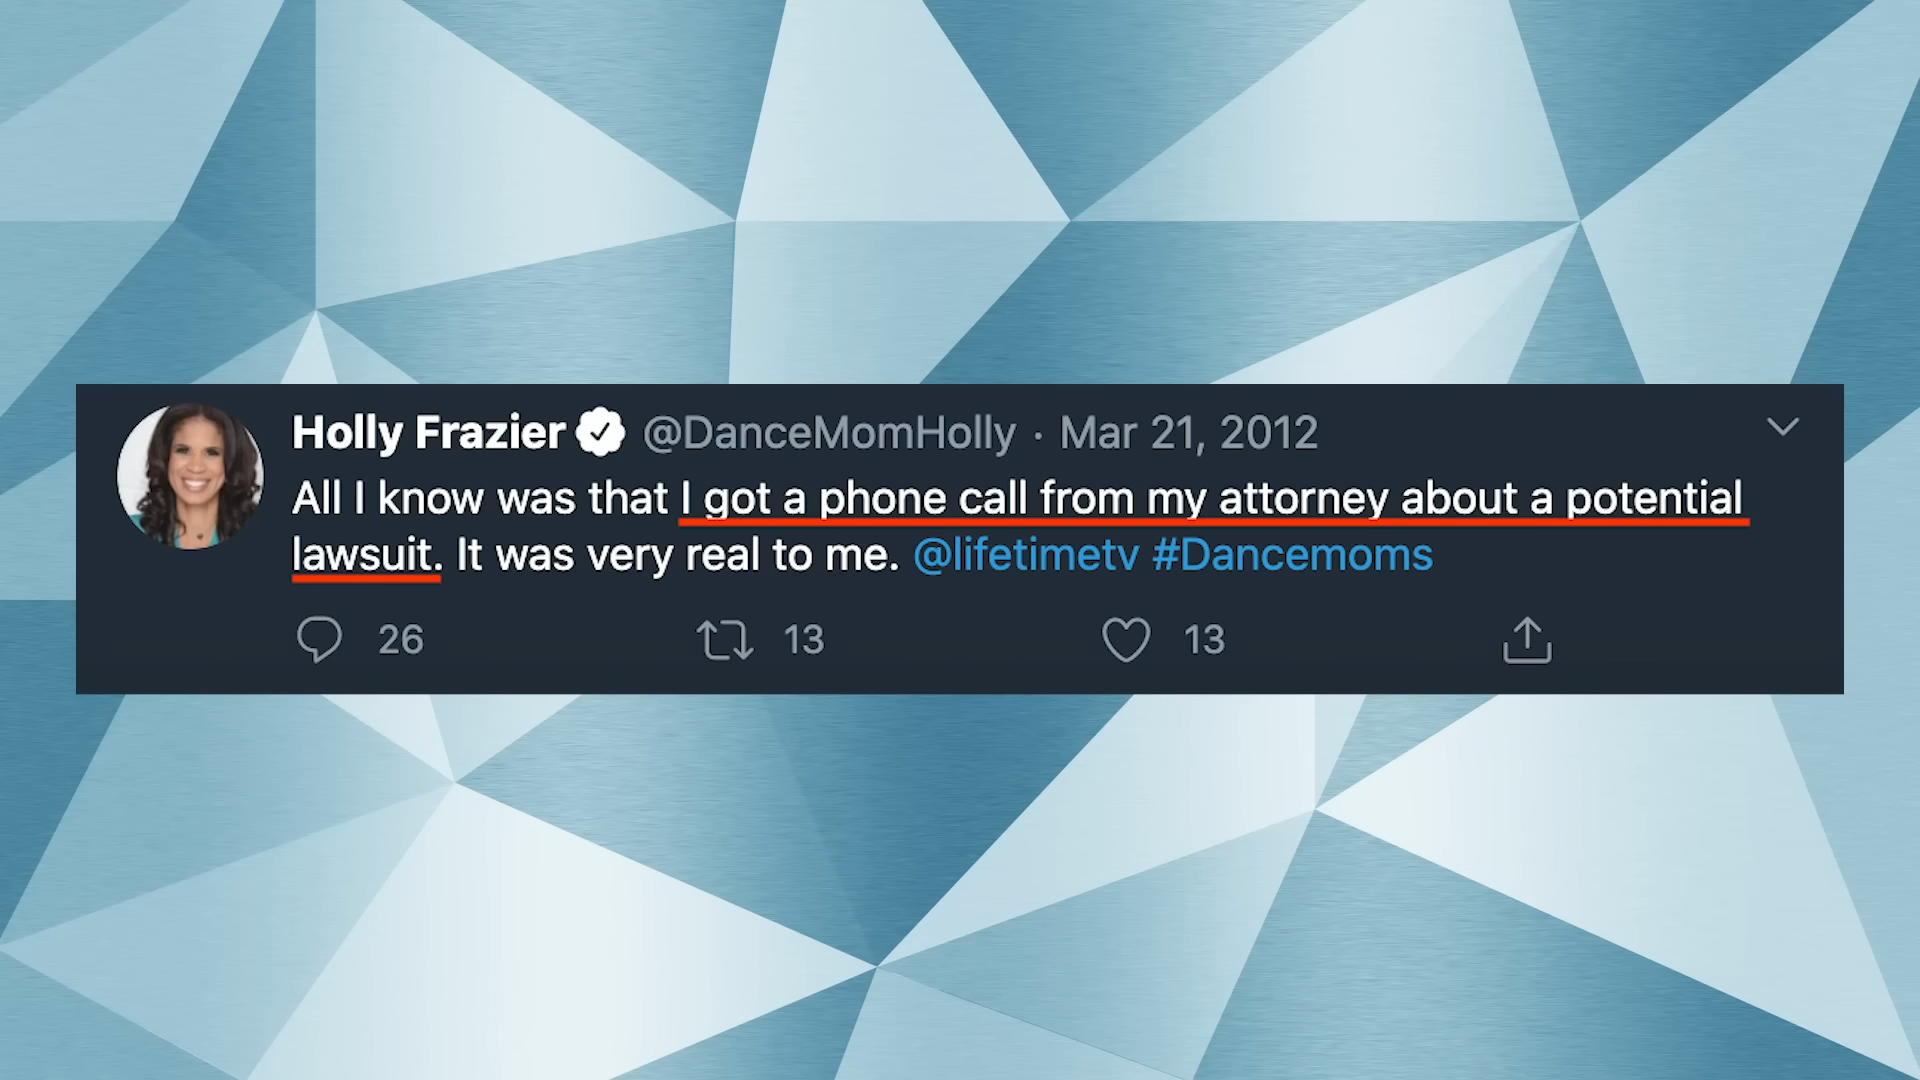 Holly Frazier @DanceMomHolly · Mar 21, 2012
All I know was that I got a phone call from my attorney about a potential
lawsuit. It was very real to me. @lifetimetv #Dancemoms
26 13 13